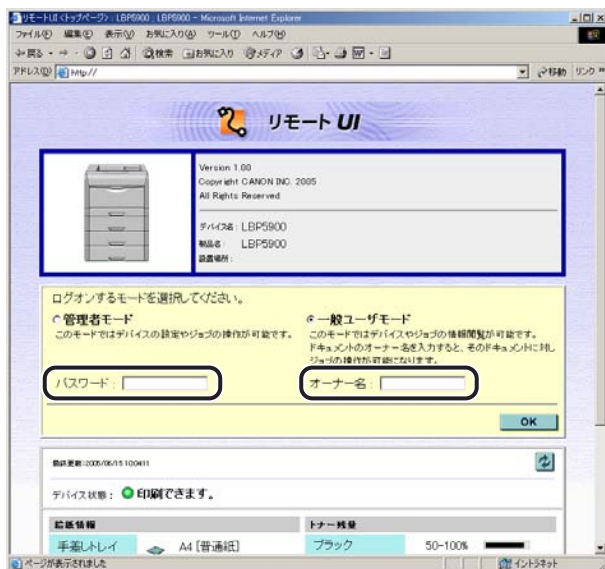 リモートUI <トップページ> : LBP5900 ; LBP5900 - Microsoft Internet Explorer
ファイル(F) 編集(E) 表示(V) お気に入り(A) ツール(T) ヘルプ(H)
戻る 検索 お気に入り メディア
アドレス(D) http:// 移動 リンク »
リモート UI
Version 1.00
Copyright CANON INC. 2005
All Rights Reserved
デバイス名 : LBP5900
製品名 : LBP5900
設置場所 :
ログオンするモードを選択してください。
管理者モード
このモードではデバイスの設定やジョブの操作が可能です。
一般ユーザモード
このモードではデバイスやジョブの情報閲覧が可能です。
ドキュメントのオーナー名を入力すると、そのドキュメントに対し
ジョブの操作が可能になります。
パスワード : オーナー名 :
OK
最終更新 : 2005/06/15 10:04:11
デバイス状態 : 印刷できます。
給紙情報 トナー残量
手差しトレイ A4 [普通紙] ブラック 50-100%
ページが表示されました イントラネット